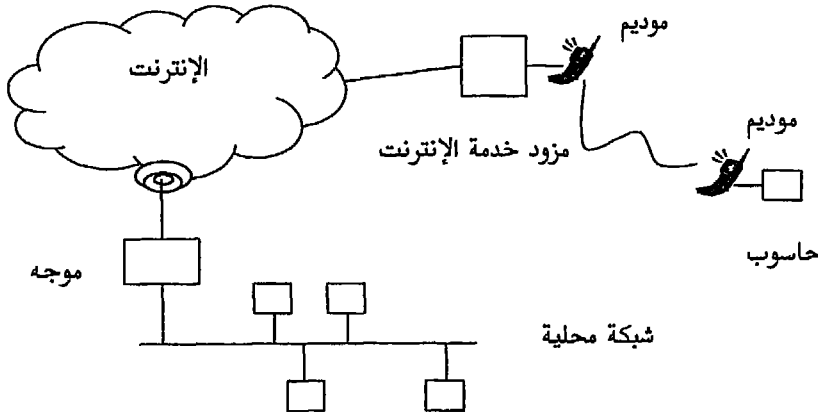 موديم
الإنترنت
موديم
مزود خدمة الإنترنت
حاسوب
موجه
شبكة محلية